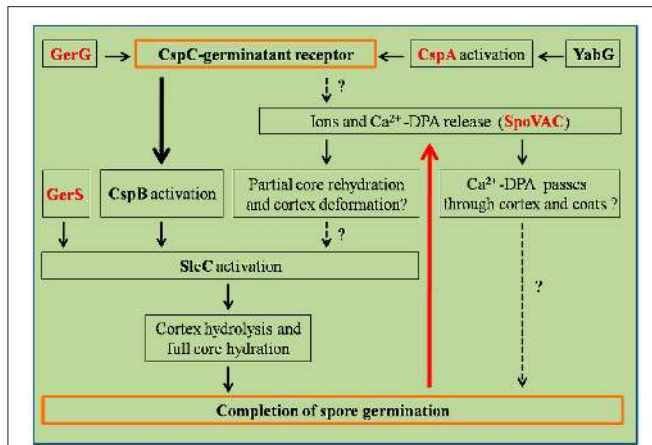 GerG
CspC-germinatant receptor
CspA activation
YabG
?
Ions and Ca²⁺-DPA release (SpoVAC)
GerS
CspB activation
Partial core rehydration
and cortex deformation?
Ca²⁺-DPA passes
through cortex and coats ?
?
SleC activation
?
Cortex hydrolysis and
full core hydration
Completion of spore germination